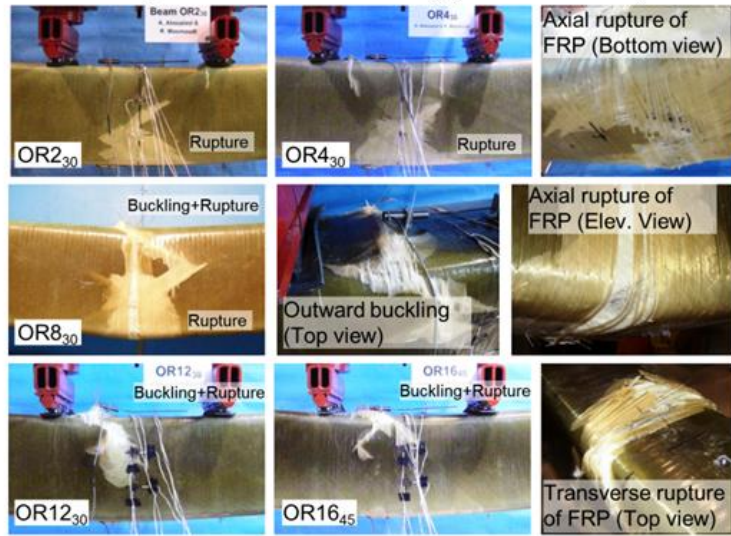 Beam OR2₃₀
A. Abouzied &
R. Masmoudi
Rupture
OR2₃₀
OR4₃₀
Rupture
OR4₃₀
Axial rupture of
FRP (Bottom view)
Buckling+Rupture
Rupture
OR8₃₀
Outward buckling
(Top view)
Axial rupture of
FRP (Elev. View)
OR12₃₀
Buckling+Rupture
OR12₃₀
OR16₄₅
Buckling+Rupture
OR16₄₅
Transverse rupture
of FRP (Top view)